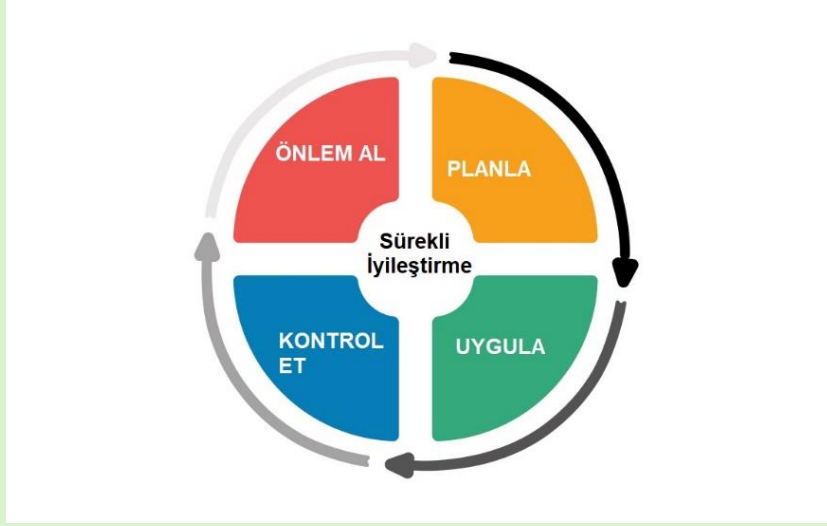 ÖNLEM AL
PLANLA
Sürekli
İyileştirme
KONTROL
ET
UYGULA